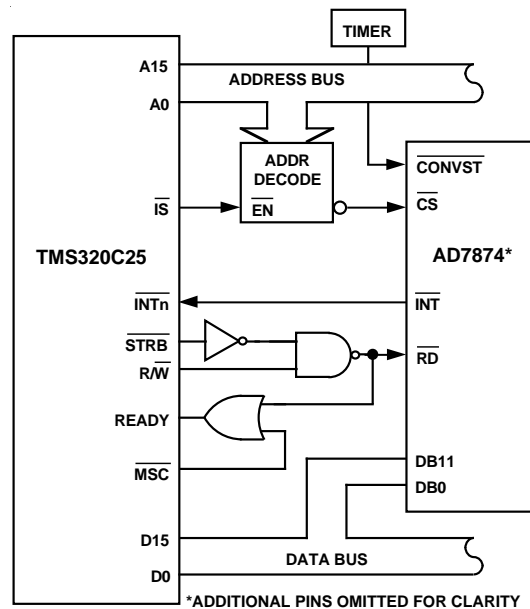 TIMER
A15
ADDRESS BUS
A0
ADDR
DECODE
CONVST
IS
EN
CS
TMS320C25
AD7874*
INTn
INT
STRB
R/W
RD
READY
MSC
DB11
DB0
D15
DATA BUS
D0
*ADDITIONAL PINS OMITTED FOR CLARITY